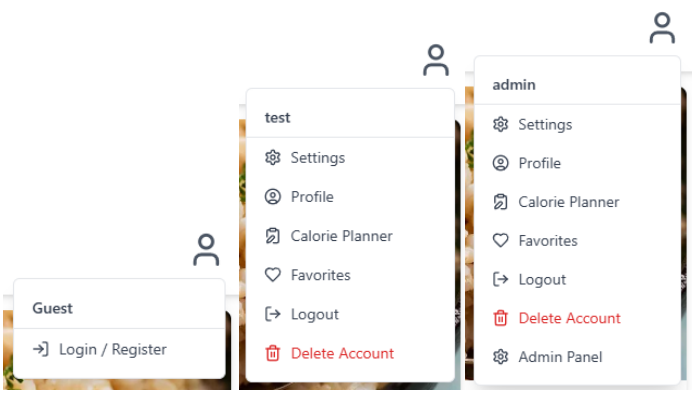 Guest
Login / Register
test
Settings
Profile
Calorie Planner
Favorites
Logout
Delete Account
admin
Settings
Profile
Calorie Planner
Favorites
Logout
Delete Account
Admin Panel